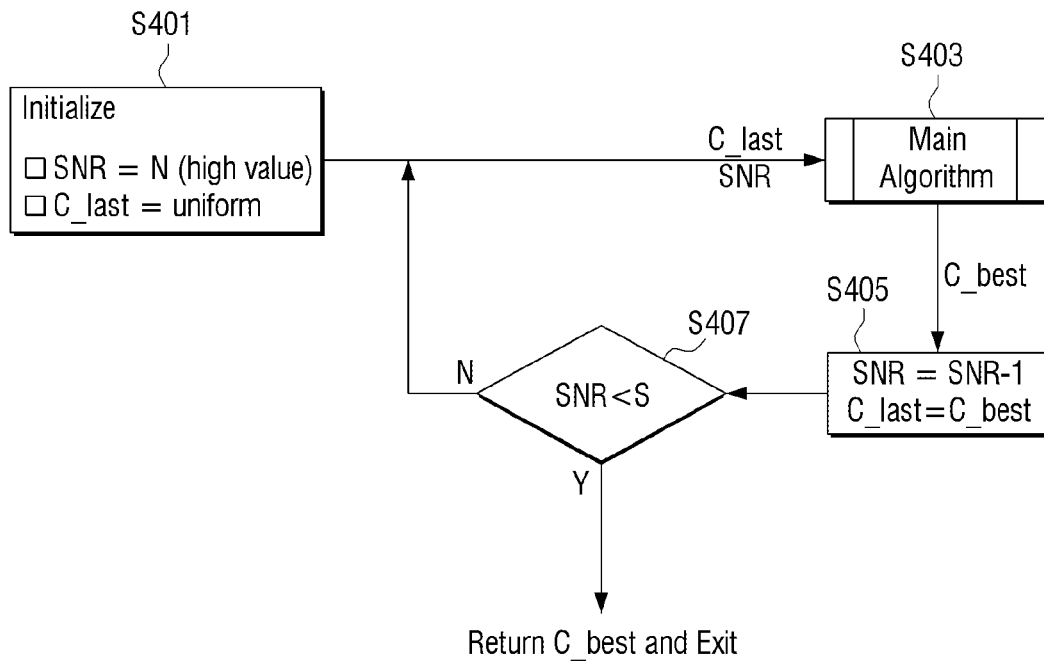 S401
Initialize
□ SNR = N (high value)
□ C_last = uniform
C_last
SNR
S403
Main
Algorithm
C_best
S405
SNR = SNR-1
C_last=C_best
S407
SNR<S
N
Y
Return C_best and Exit